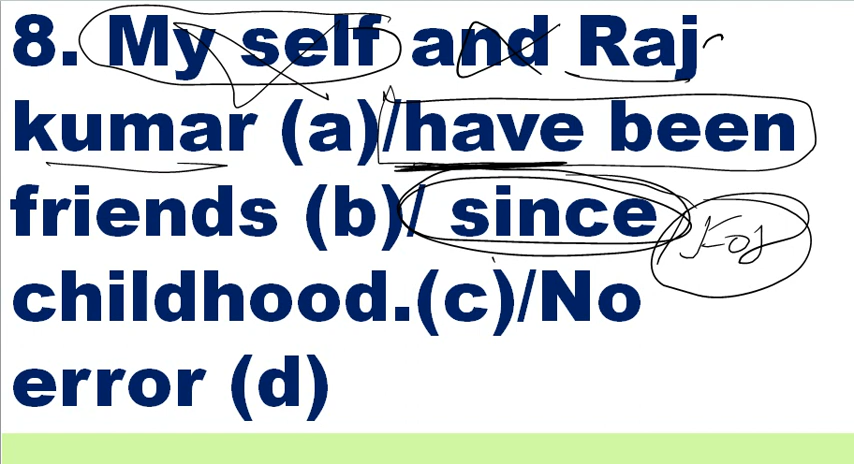 8. My self and Raj
kumar (a)/have been
friends (b)/ since
childhood.(c)/No
error (d)